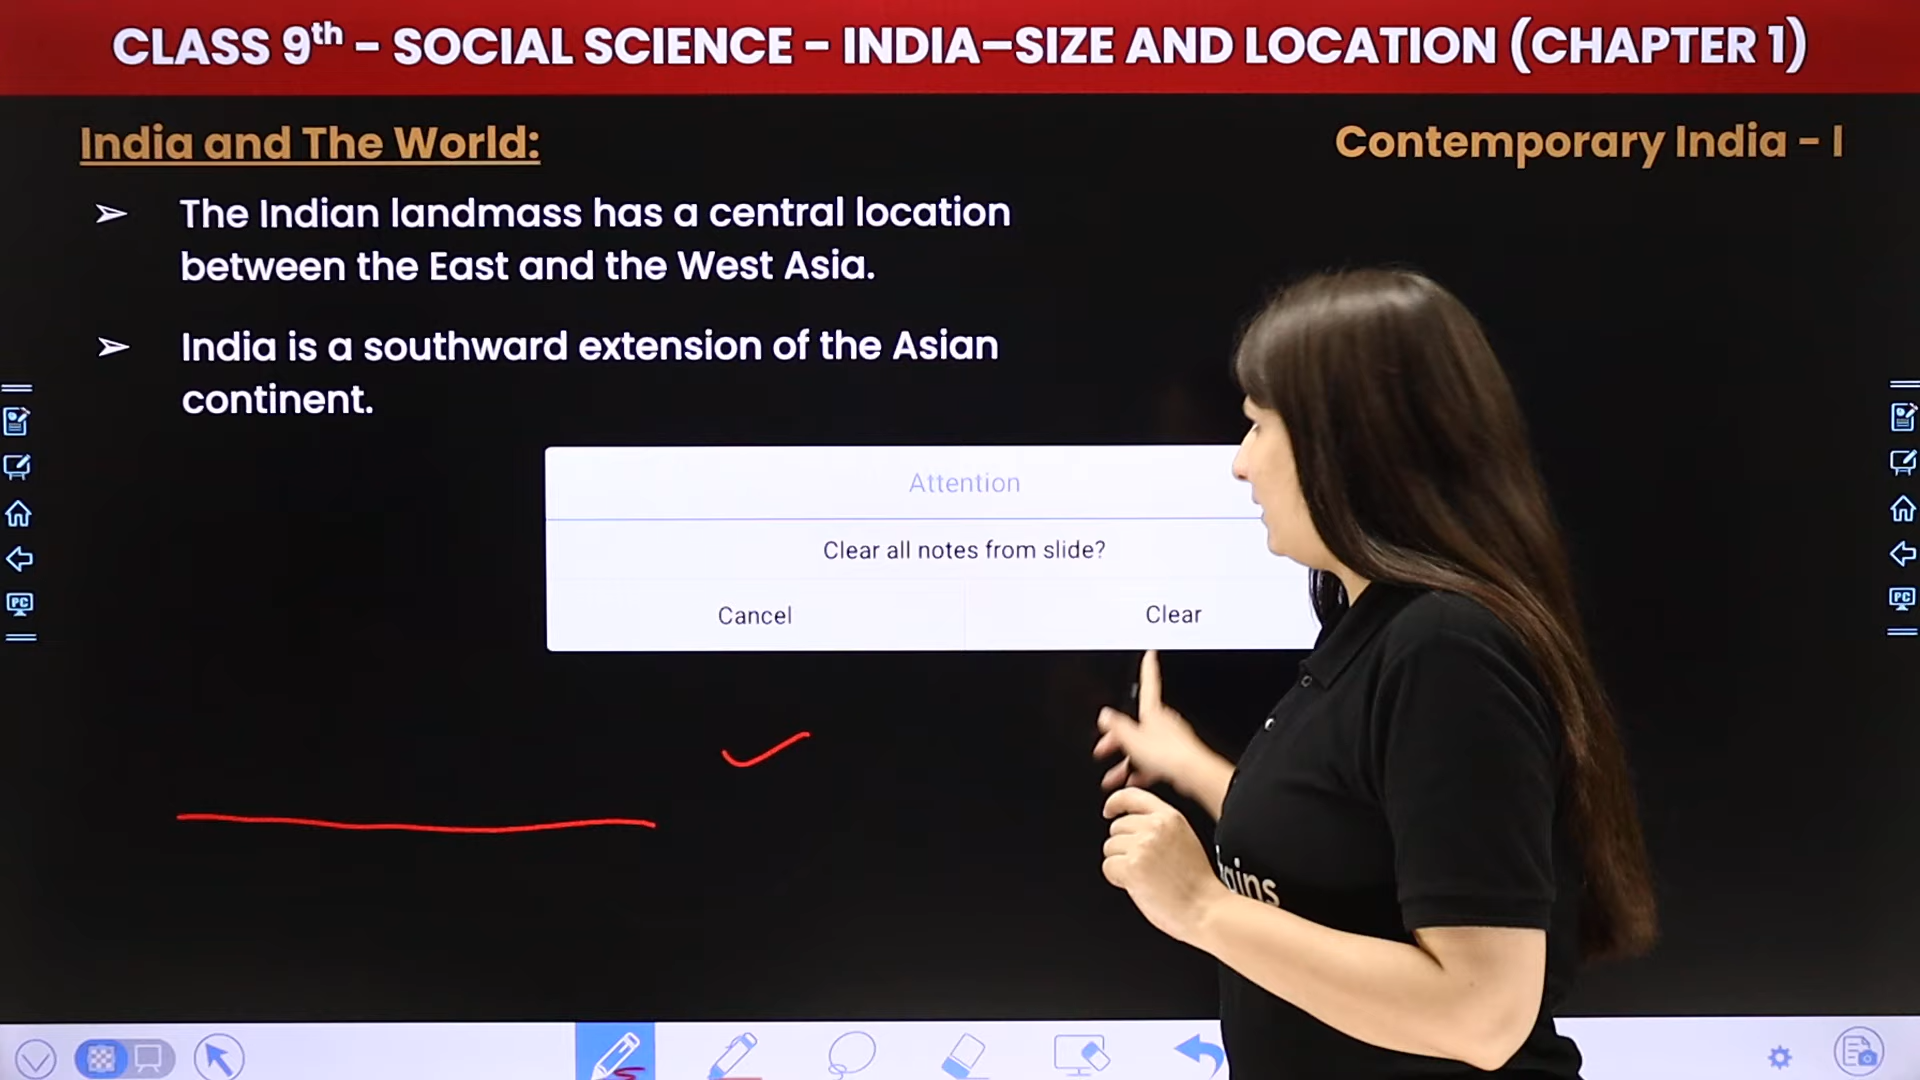 CLASS 9th - SOCIAL SCIENCE - INDIA–SIZE AND LOCATION (CHAPTER 1)
India and The World:
Contemporary India - I
➢ The Indian landmass has a central location
between the East and the West Asia.
➢ India is a southward extension of the Asian
continent.
Attention
Clear all notes from slide?
Cancel
Clear
PC
PC